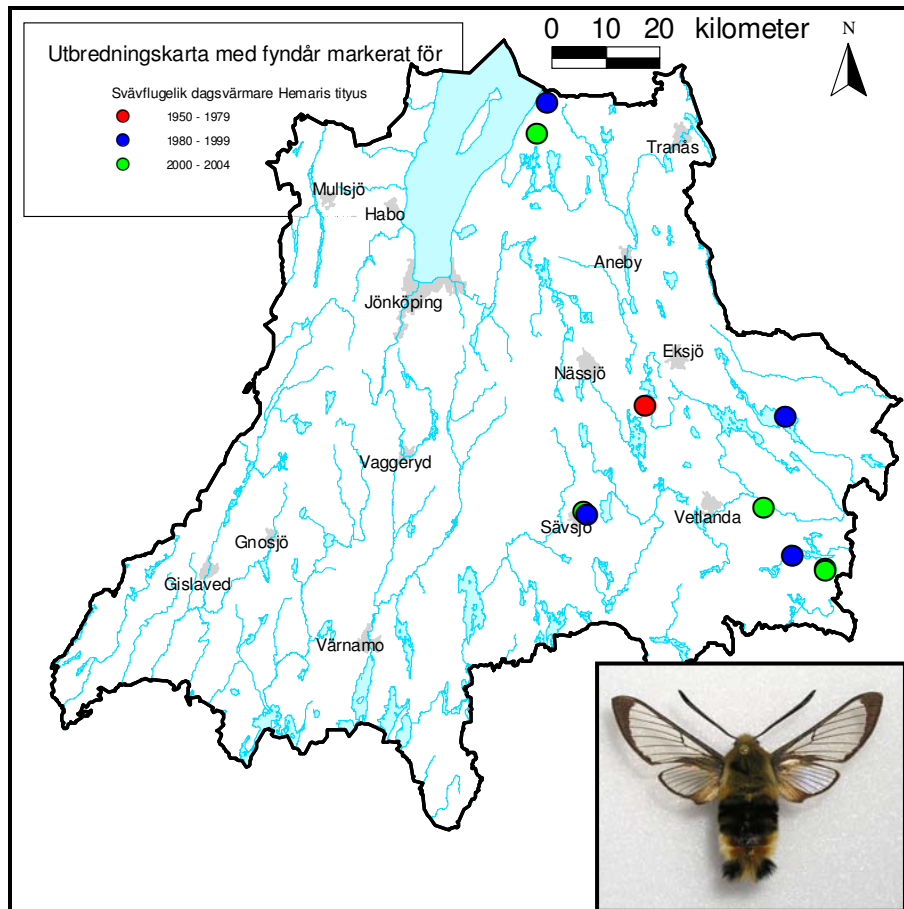 0 10 20 kilometer
N
Utbredningskarta med fyndår markerat för
Svävflugelik dagsvärmare Hemaris tityus
1950 - 1979
1980 - 1999
2000 - 2004
Tranås
Mullsjö
Habo
Aneby
Jönköping
Eksjö
Nässjö
Vaggeryd
Vetlanda
Sävsjö
Gnosjö
Gislaved
Värnamo